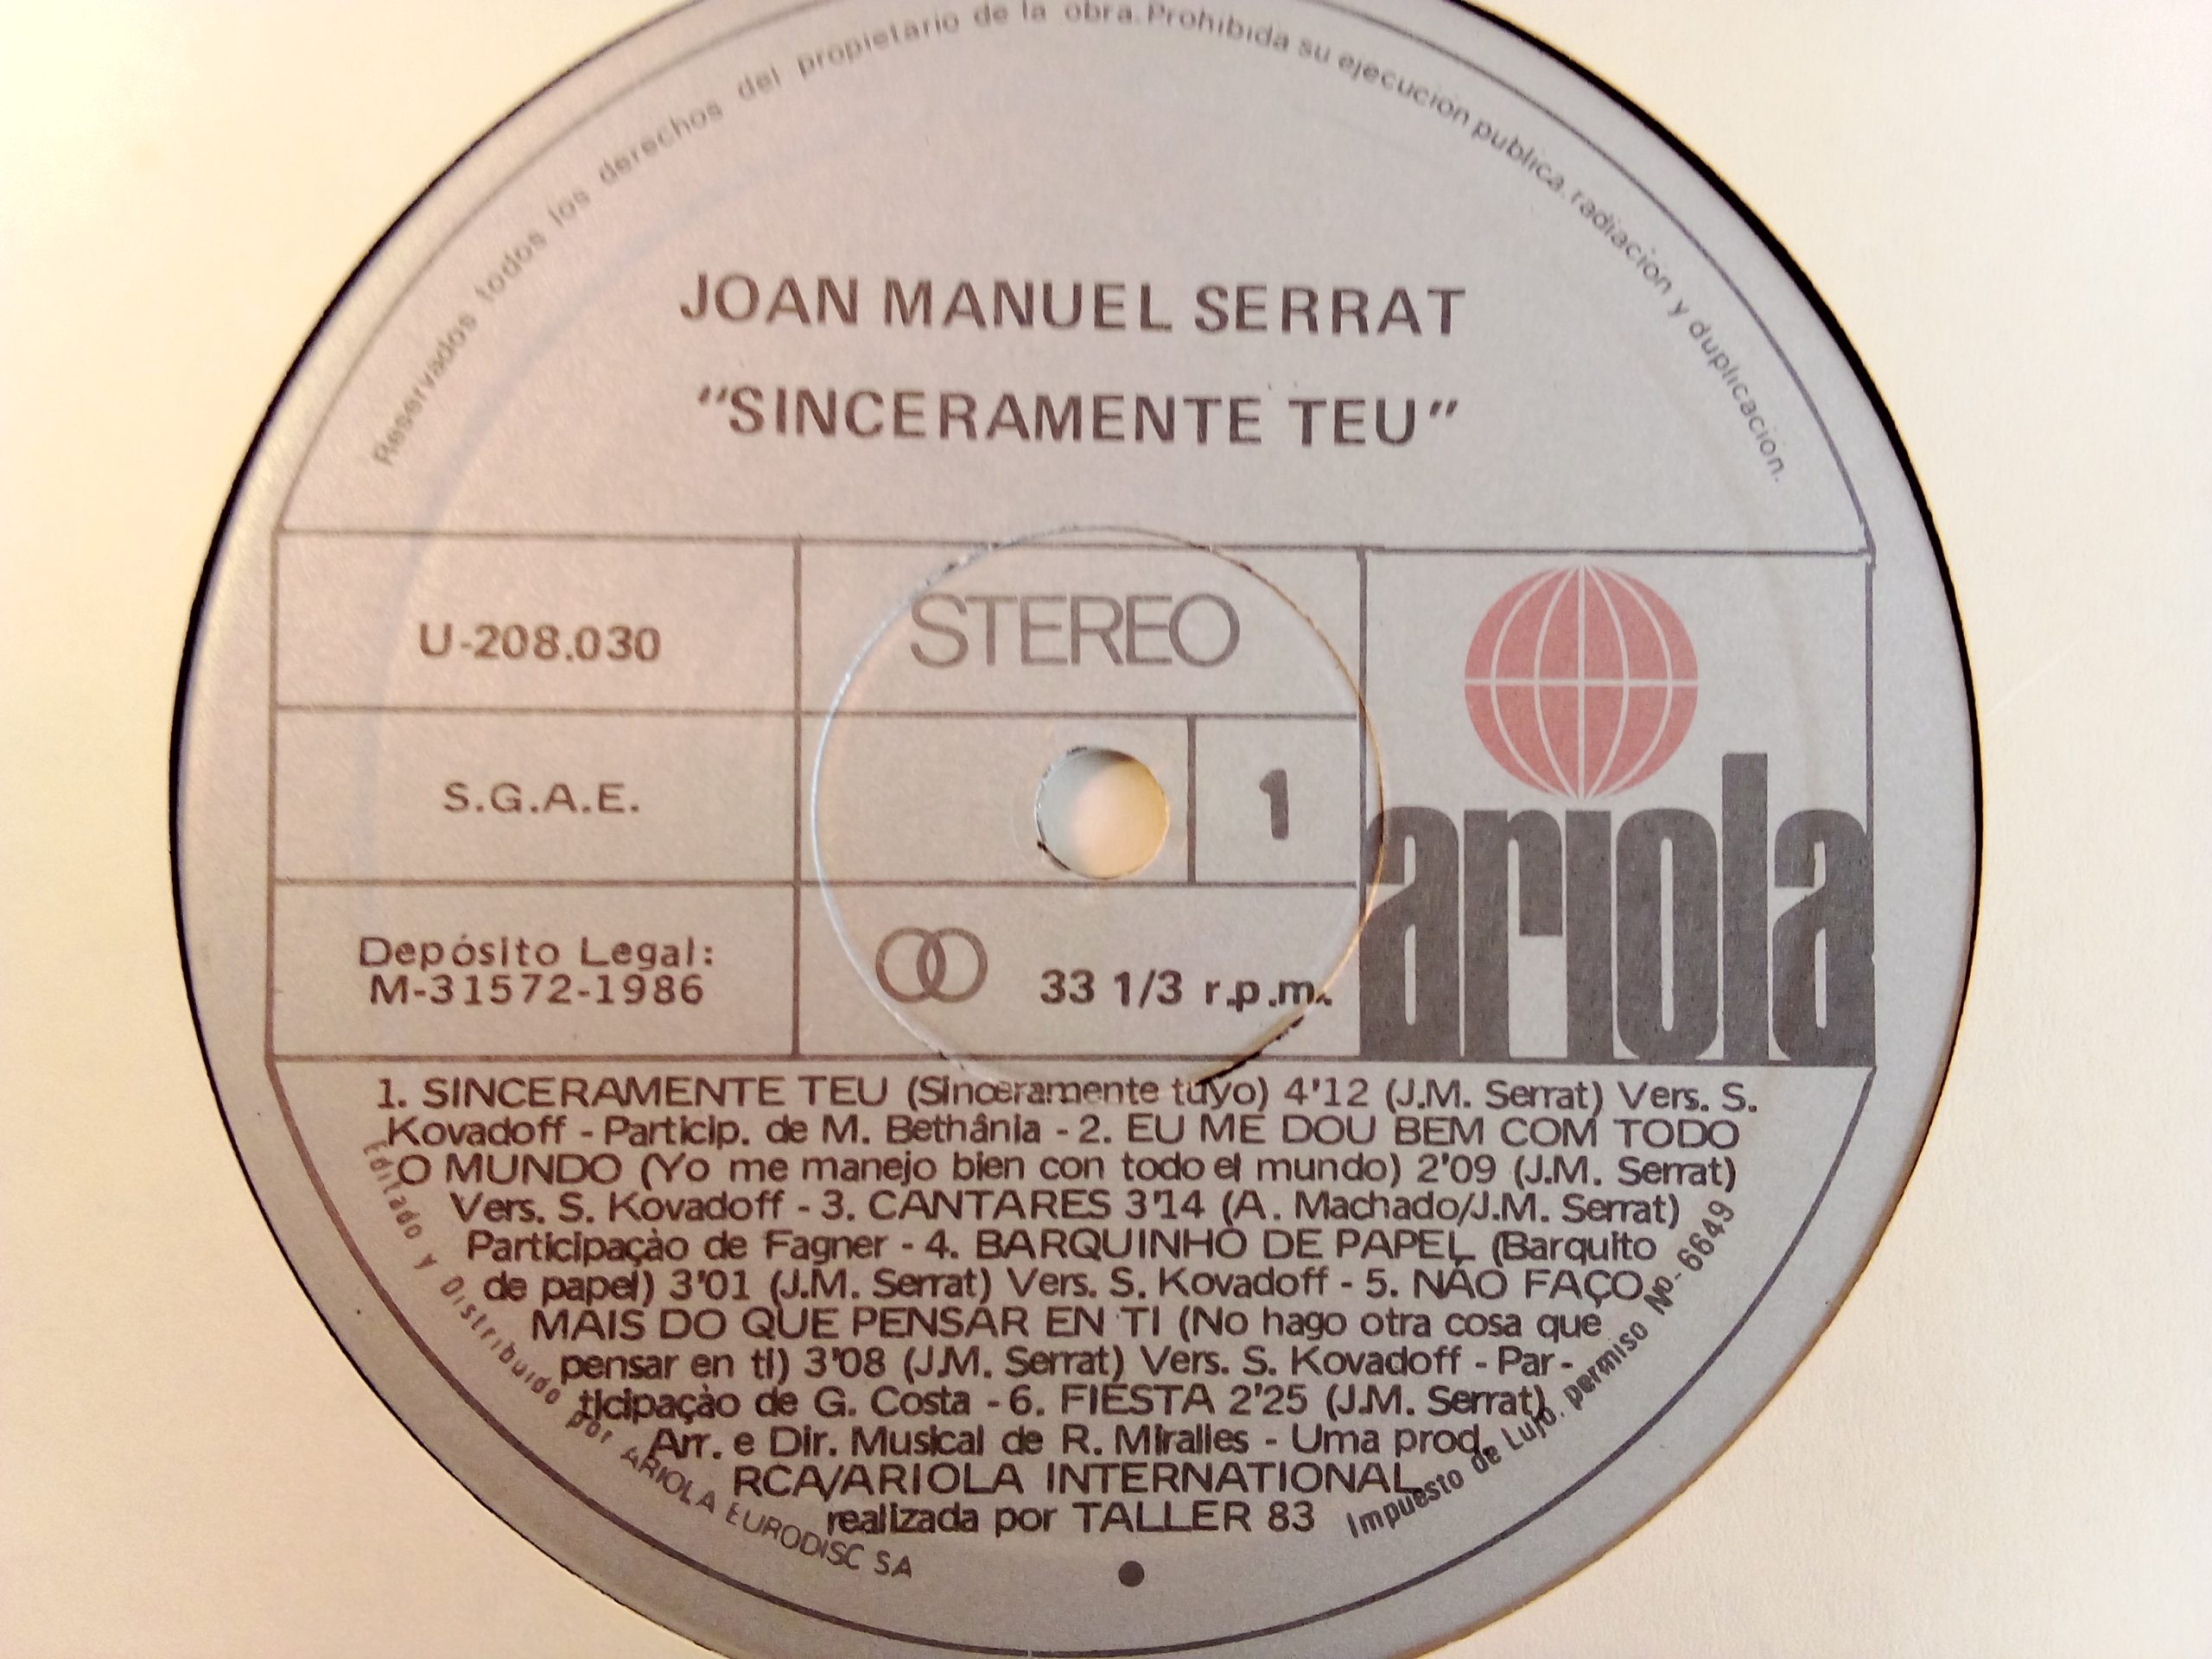 Reservados todos los derechos del propietario de la obra. Prohibida su ejecucion publica. radiacion y duplicacion.
JOAN MANUEL SERRAT
"SINCERAMENTE TEU"
U-208.030
STEREO
S.G.A.E.
1
ariola
Depósito Legal:
M-31572-1986
33 1/3 r.p.m.
1. SINCERAMENTE TEU (Sinceramente tuyo) 4'12 (J.M. Serrat) Vers. S.
Kovadoff - Particip. de M. Bethânia - 2. EU ME DOU BEM COM TODO
O MUNDO (Yo me manejo bien con todo el mundo) 2'09 (J.M. Serrat)
Vers. S. Kovadoff - 3. CANTARES 3'14 (A. Machado/J.M. Serrat)
Participaçào de Fagner - 4. BARQUINHO DE PAPEL (Barquito
de papel) 3'01 (J.M. Serrat) Vers. S. Kovadoff - 5. NÁO FAÇO
MAIS DO QUE PENSAR EN TI (No hago otra cosa que
pensar en ti) 3'08 (J.M. Serrat) Vers. S. Kovadoff - Par-
ticipaçào de G. Costa - 6. FIESTA 2'25 (J.M. Serrat)
Arr. e Dir. Musical de R. Miralles - Uma prod.
RCA/ARIOLA INTERNATIONAL
realizada por TALLER 83
Editado y Distribuido por ARIOLA EURODISC SA
Impuesto de Lujo. permiso Nº- 6649